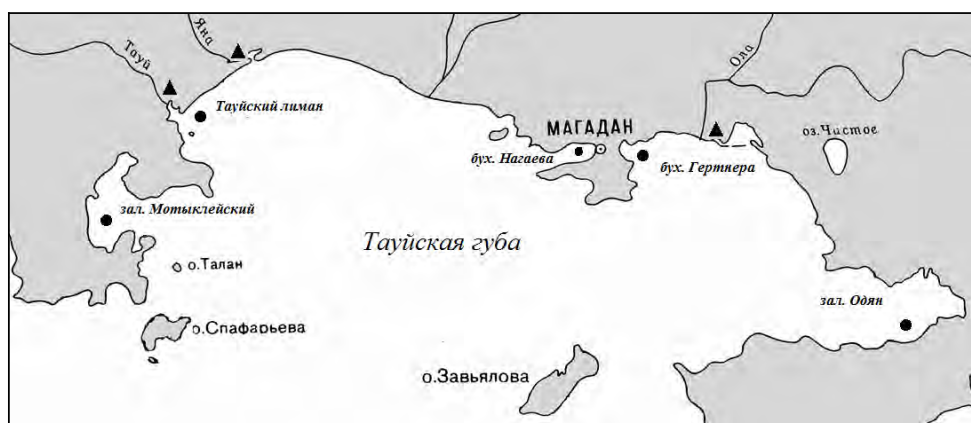 Яна
Тауй
Ола
Тауйский лиман
МАГАДАН
оз.Чистое
бух. Нагаева
бух. Гертнера
зал. Мотыклейский
Тауйская губа
о.Талан
зал. Одян
о.Спафарьева
о.Завьялова